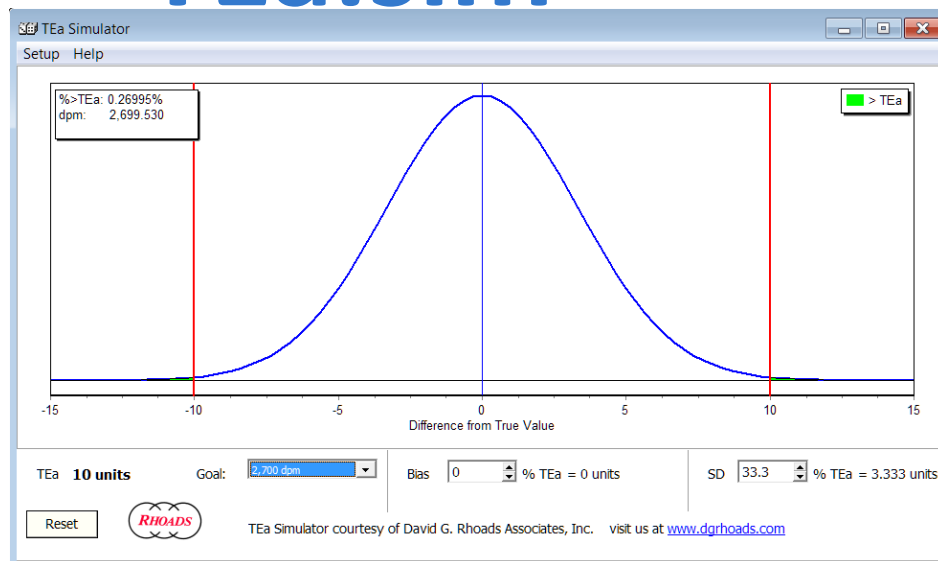 TEa Simulator
Setup Help
%>TEa: 0.26995%
dpm: 2,699.530
> TEa
-15 -10 -5 0 5 10 15
Difference from True Value
TEa 10 units Goal: 2,700 dpm Bias 0 % TEa = 0 units SD 33.3 % TEa = 3.333 units
Reset RHOADS TEa Simulator courtesy of David G. Rhoads Associates, Inc. visit us at www.dgrhoads.com